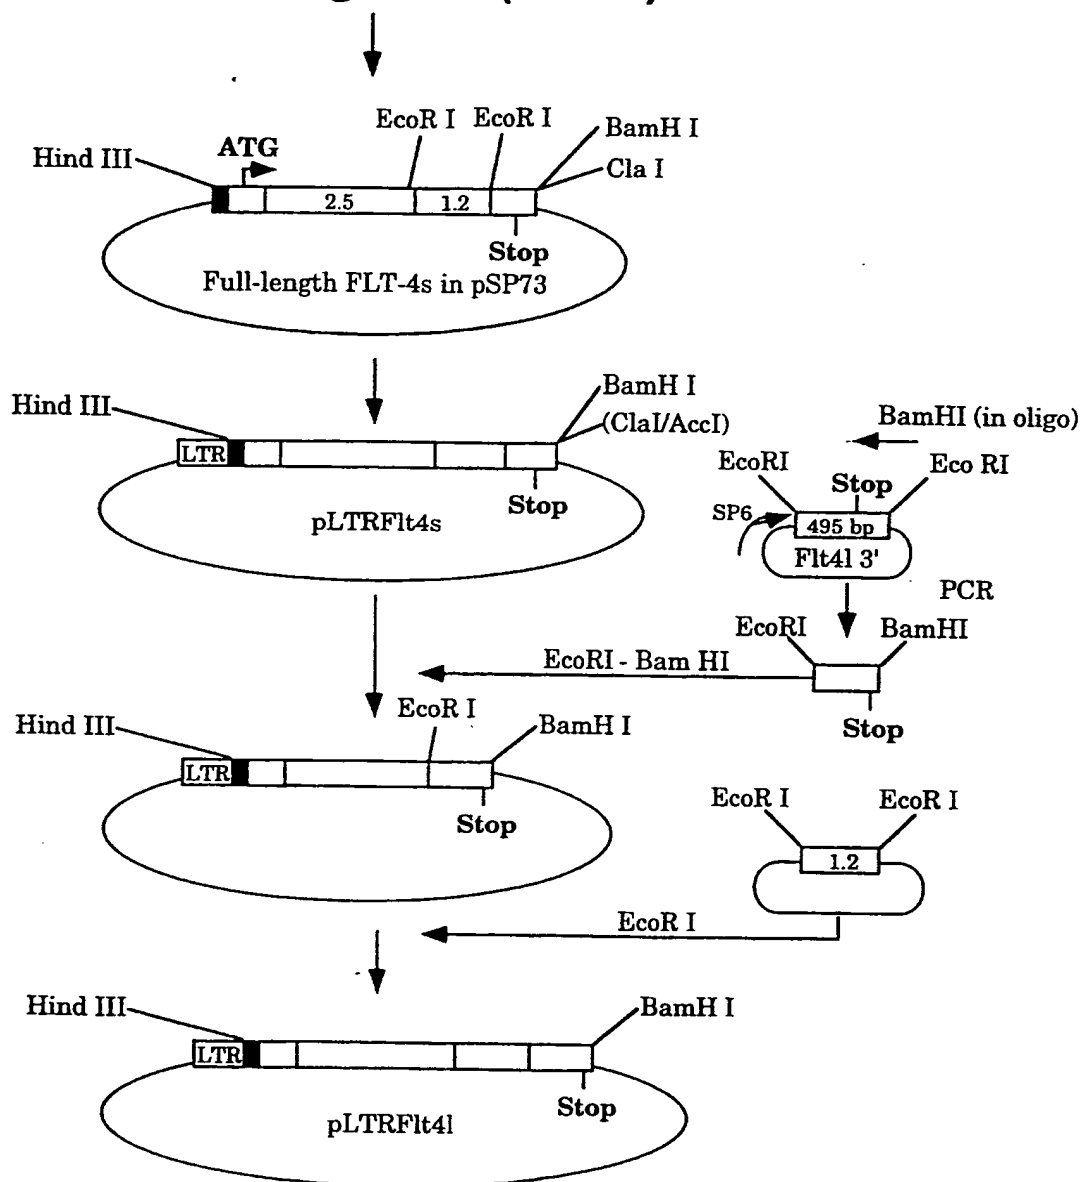 EcoR I EcoR I
BamH I
ATG
Hind III
Cla I
2.5
1.2
Stop
Full-length FLT-4s in pSP73
BamH I
Hind III
(ClaI/AccI)
LTR
Stop
pLTRFlt4s
BamHI (in oligo)
EcoRI
Eco RI
Stop
SP6
495 bp
Flt4l 3'
PCR
EcoRI
BamHI
EcoRI - Bam HI
Stop
EcoR I
Hind III
BamH I
LTR
Stop
EcoR I
EcoR I
1.2
EcoR I
Hind III
BamH I
LTR
Stop
pLTRFlt4l